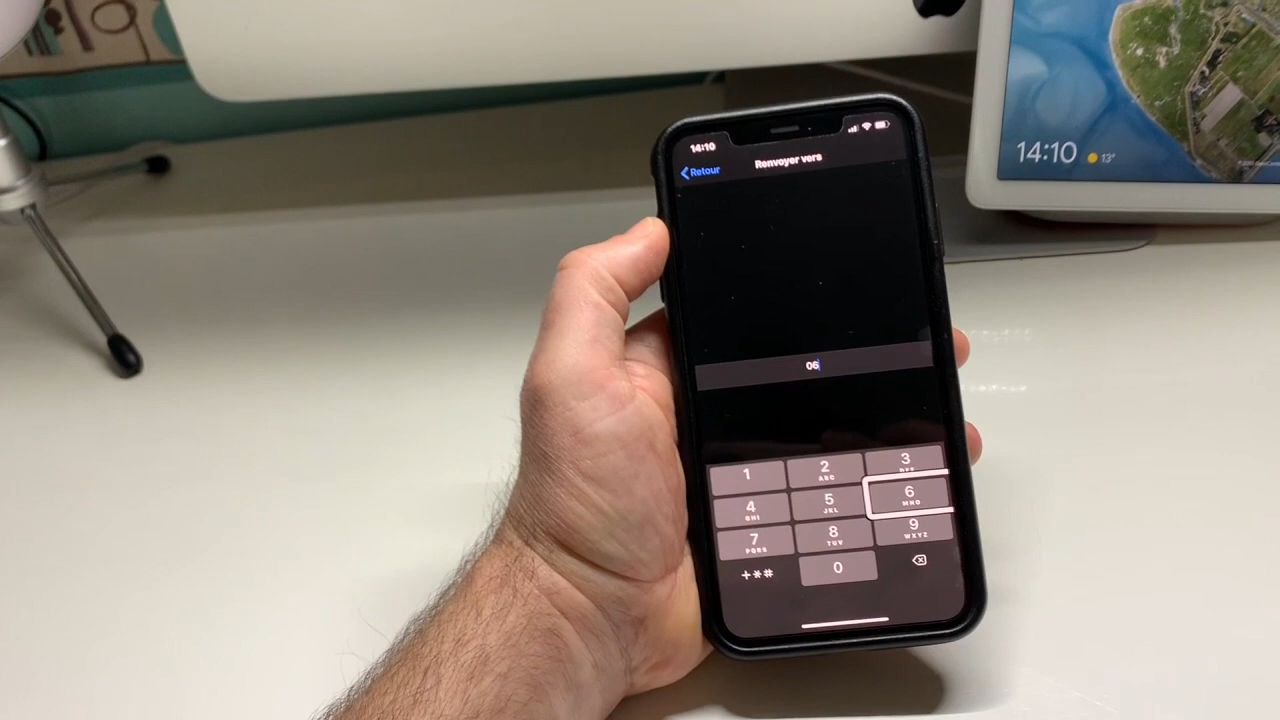 14:10
Retour
Renvoyer vers
06
1
2
ABC
3
4
GHI
5
JKL
6
MNO
7
PQRS
8
TUV
9
WXYZ
+*#
0
14:10
13°